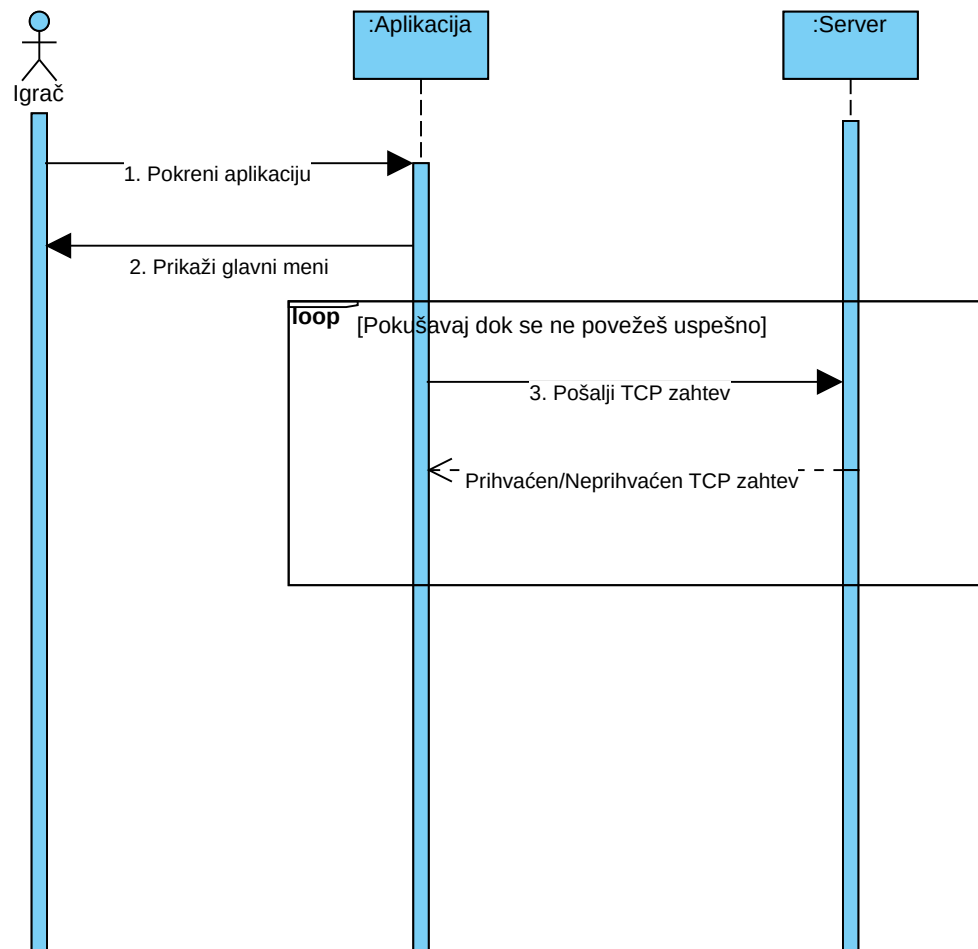 :Aplikacija
:Server
Igrač
1. Pokreni aplikaciju
2. Prikaži glavni meni
loop
[Pokušavaj dok se ne povežeš uspešno]
3. Pošalji TCP zahtev
Prihvaćen/Neprihvaćen TCP zahtev